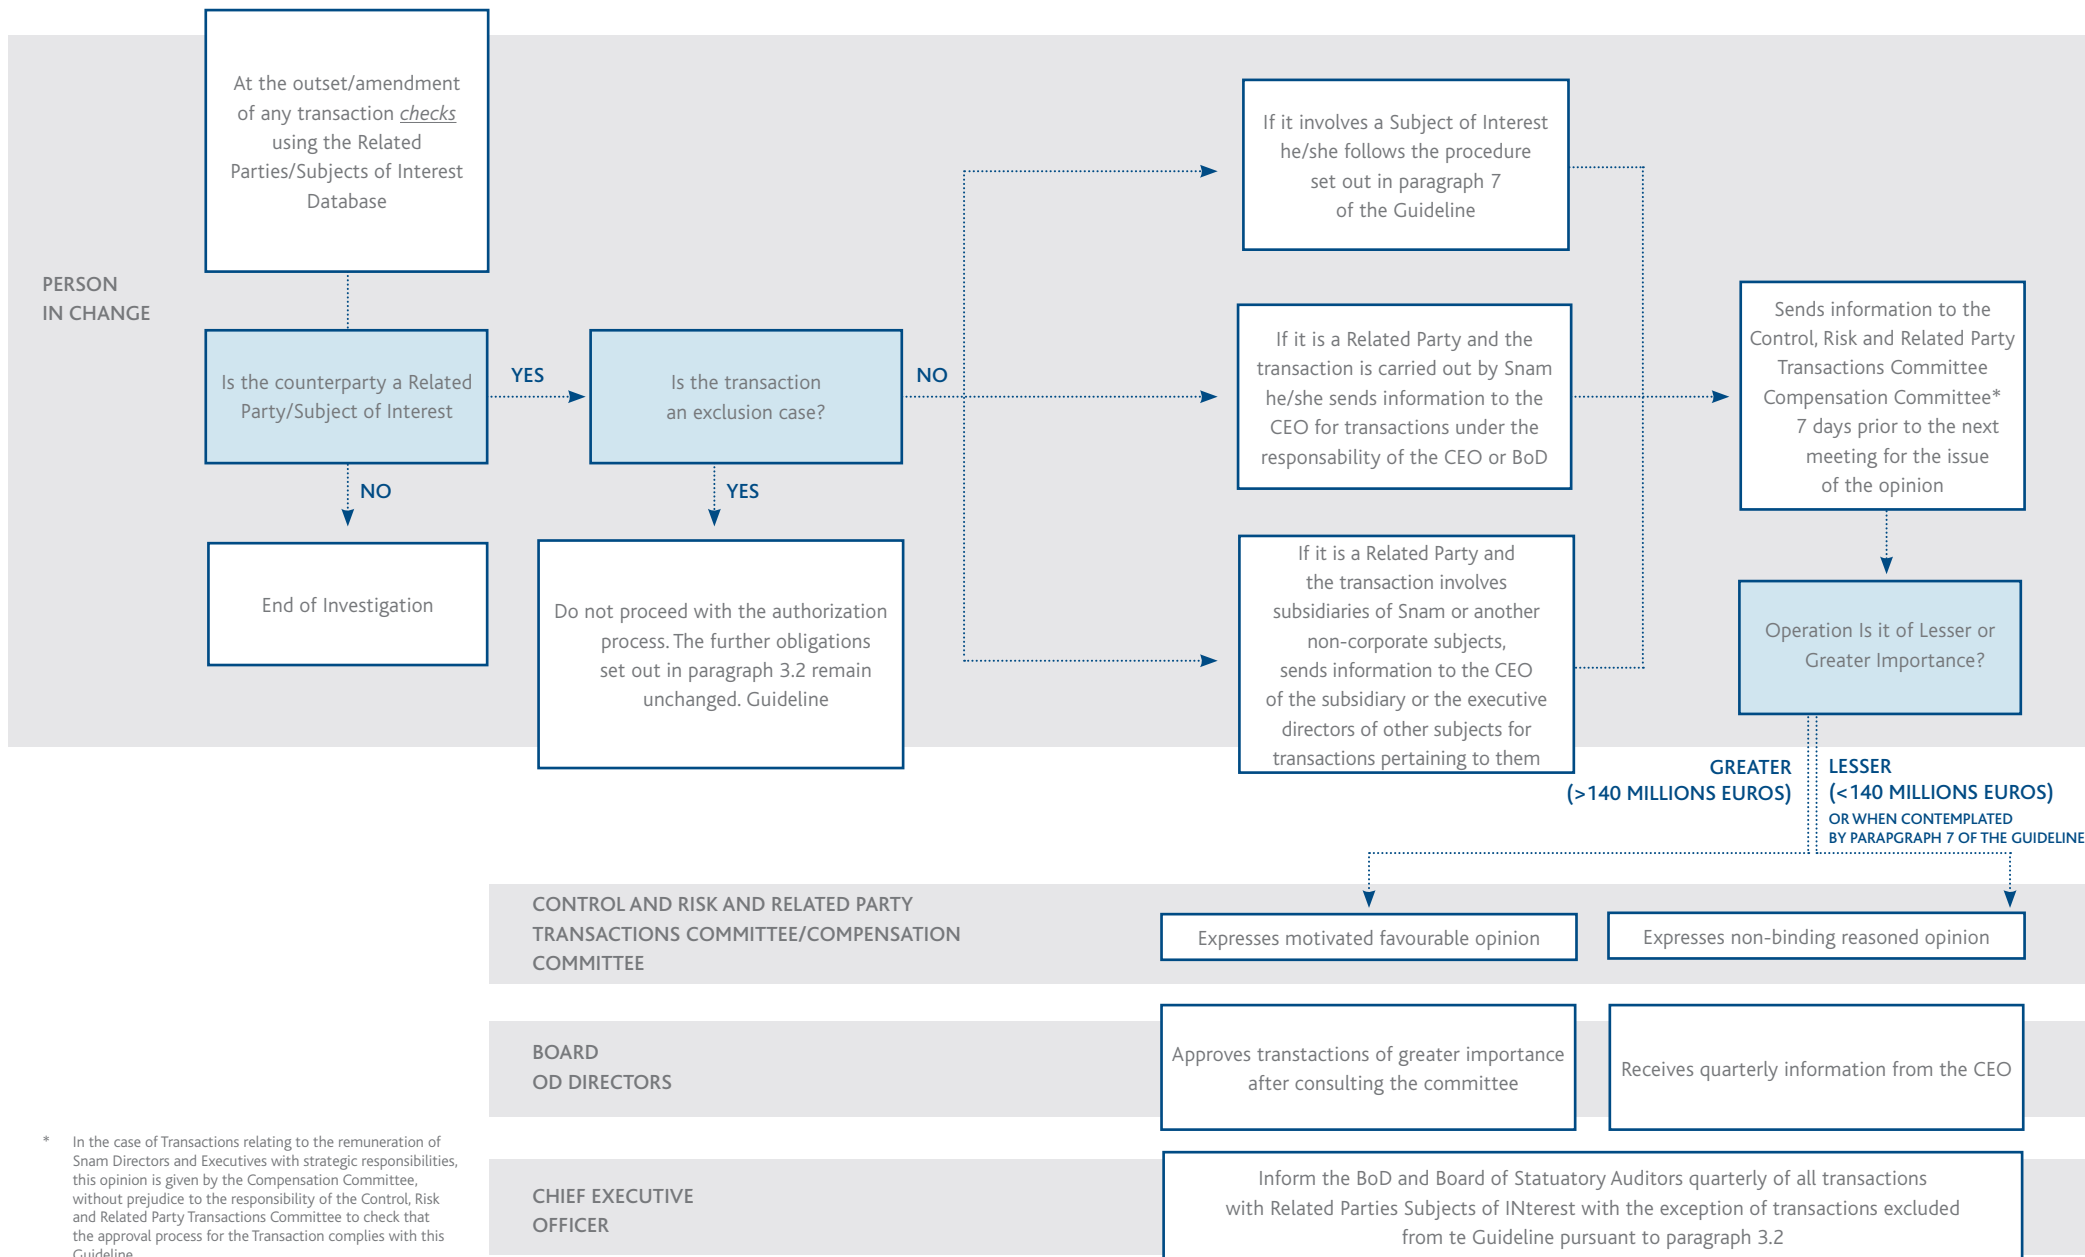 At the outset/amendment
of any transaction checks
using the Related
Parties/Subjects of Interest
Database
PERSON
IN CHANGE
Is the counterparty a Related
Party/Subject of Interest
YES
NO
End of Investigation
Is the transaction
an exclusion case?
NO
YES
Do not proceed with the authorization
process. The further obligations
set out in paragraph 3.2 remain
unchanged. Guideline
If it involves a Subject of Interest
he/she follows the procedure
set out in paragraph 7
of the Guideline
If it is a Related Party and the
transaction is carried out by Snam
he/she sends information to the
CEO for transactions under the
responsability of the CEO or BoD
If it is a Related Party and
the transaction involves
subsidiaries of Snam or another
non-corporate subjects,
sends information to the CEO
of the subsidiary or the executive
directors of other subjects for
transactions pertaining to them
Sends information to the
Control, Risk and Related Party
Transactions Committee
Compensation Committee*
7 days prior to the next
meeting for the issue
of the opinion
Operation Is it of Lesser or
Greater Importance?
GREATER
(>140 MILLIONS EUROS)
LESSER
(<140 MILLIONS EUROS)
OR WHEN CONTEMPLATED
BY PARAPGRAPH 7 OF THE GUIDELINE
CONTROL AND RISK AND RELATED PARTY
TRANSACTIONS COMMITTEE/COMPENSATION
COMMITTEE
Expresses motivated favourable opinion
Expresses non-binding reasoned opinion
BOARD
OD DIRECTORS
Approves transtactions of greater importance
after consulting the committee
Receives quarterly information from the CEO
CHIEF EXECUTIVE
OFFICER
Inform the BoD and Board of Statuatory Auditors quarterly of all transactions
with Related Parties Subjects of INterest with the exception of transactions excluded
from te Guideline pursuant to paragraph 3.2
* In the case of Transactions relating to the remuneration of
Snam Directors and Executives with strategic responsibilities,
this opinion is given by the Compensation Committee,
without prejudice to the responsibility of the Control, Risk
and Related Party Transactions Committee to check that
the approval process for the Transaction complies with this
Guideline